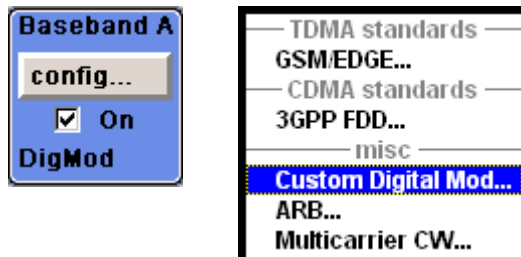 Baseband A
config...
On
DigMod
TDMA standards
GSM/EDGE...
CDMA standards
3GPP FDD...
misc
Custom Digital Mod...
ARB...
Multicarrier CW...